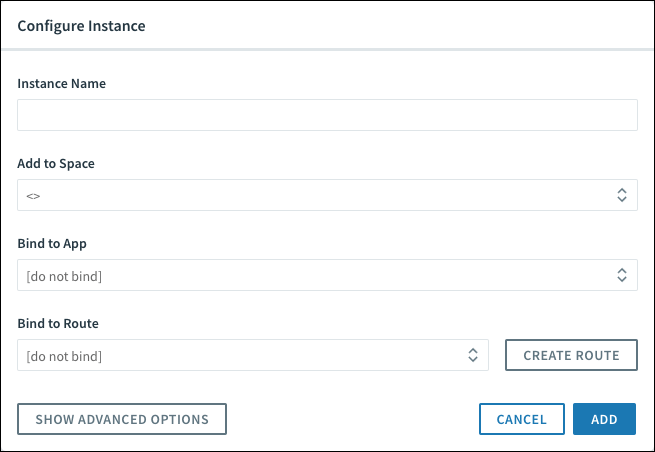 Configure Instance
Instance Name
Add to Space
<>
Bind to App
[do not bind]
Bind to Route
[do not bind]
CREATE ROUTE
SHOW ADVANCED OPTIONS
CANCEL
ADD